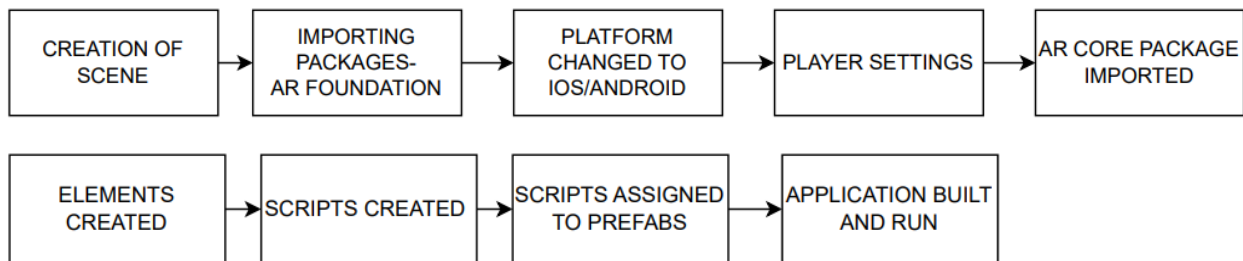 CREATION OF
SCENE
IMPORTING
PACKAGES-
AR FOUNDATION
PLATFORM
CHANGED TO
IOS/ANDROID
PLAYER SETTINGS
AR CORE PACKAGE
IMPORTED
ELEMENTS
CREATED
SCRIPTS CREATED
SCRIPTS ASSIGNED
TO PREFABS
APPLICATION BUILT
AND RUN